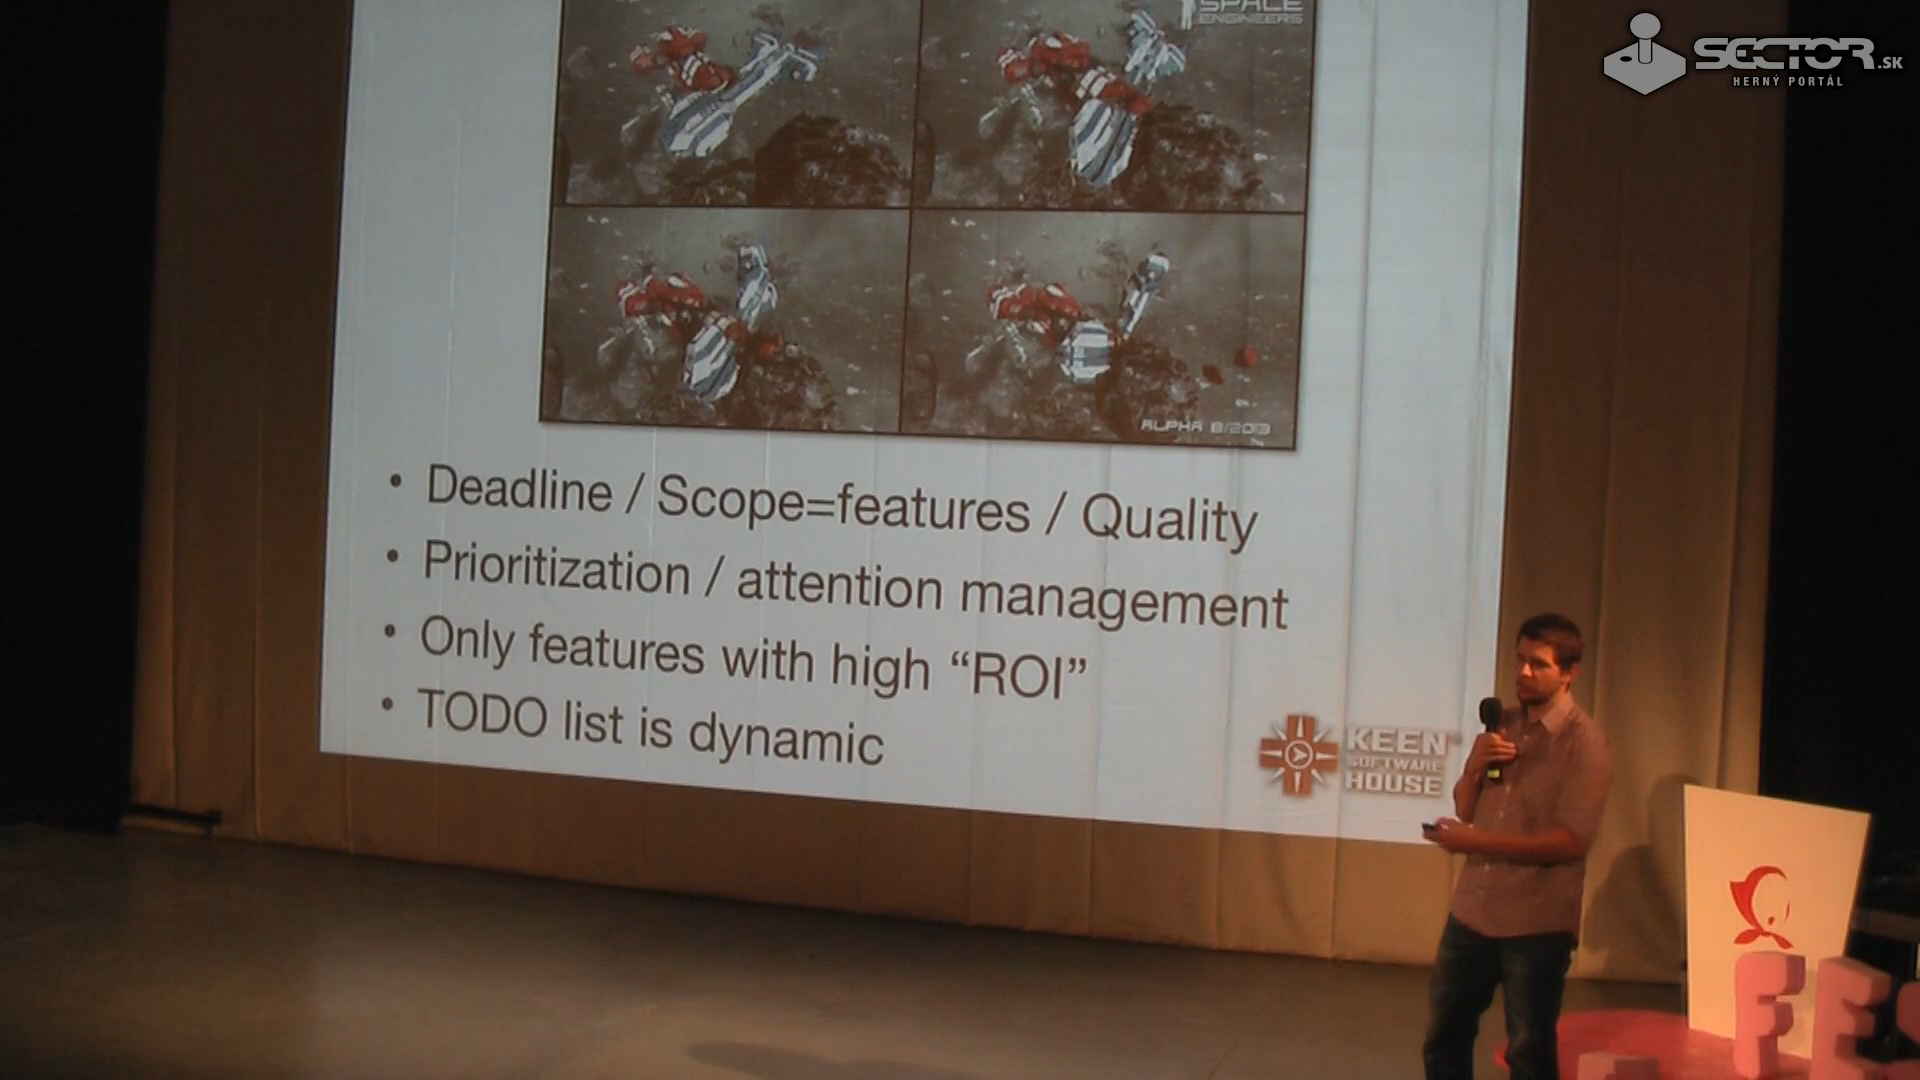 SPACE
ENGINEERS
SECTOR.SK
HERNÝ PORTÁL
ALPHA 8/2013
• Deadline / Scope=features / Quality
• Prioritization / attention management
• Only features with high “ROI”
• TODO list is dynamic
KEEN
SOFTWARE
HOUSE
FES